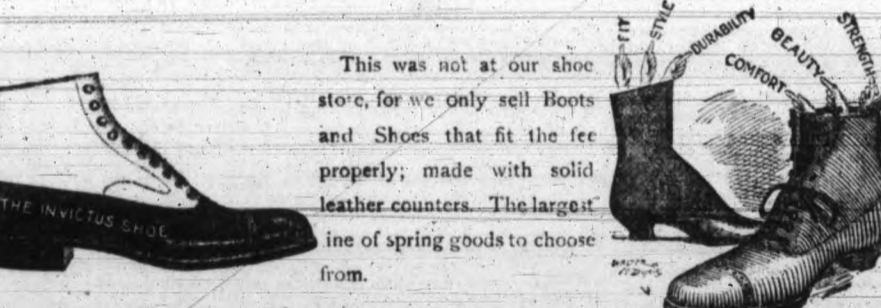 THE INVICTUS SHOE
This was not at our shoe
store, for we only sell Boots
and Shoes that fit the fee
properly; made with solid
leather counters. The largest
ine of spring goods to choose
from.
FIT
STYLE
DURABILITY
COMFORT
BEAUTY
STRENGTH